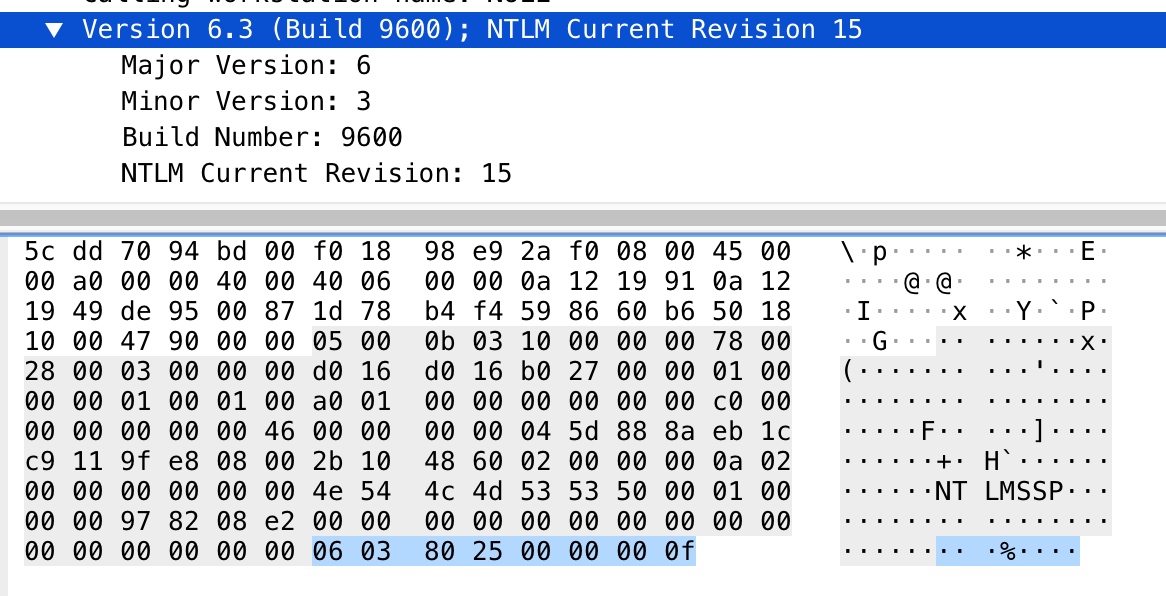 Calling workstation name: NULL
▼ Version 6.3 (Build 9600); NTLM Current Revision 15
Major Version: 6
Minor Version: 3
Build Number: 9600
NTLM Current Revision: 15
5c dd 70 94 bd 00 f0 18 98 e9 2a f0 08 00 45 00 \·p····· ··*···E·
00 a0 00 00 40 00 40 06 00 00 0a 12 19 91 0a 12 ····@·@· ········
19 49 de 95 00 87 1d 78 b4 f4 59 86 60 b6 50 18 ·I·····x ··Y·`·P·
10 00 47 90 00 00 05 00 0b 03 10 00 00 00 78 00 ··G····· ······x·
28 00 03 00 00 00 d0 16 d0 16 b0 27 00 00 01 00 (······· ···'····
00 00 01 00 01 00 a0 01 00 00 00 00 00 00 c0 00 ········ ········
00 00 00 00 00 46 00 00 00 00 00 04 5d 88 8a eb 1c ·····F·· ···]····
c9 11 9f e8 08 00 2b 10 48 60 02 00 00 00 0a 02 ······+· H`······
00 00 00 00 00 00 4e 54 4c 4d 53 53 50 00 01 00 ······NT LMSSP···
00 00 97 82 08 e2 00 00 00 00 00 00 00 00 00 00 ········ ········
00 00 00 00 00 00 06 03 80 25 00 00 00 0f ········ ·%····